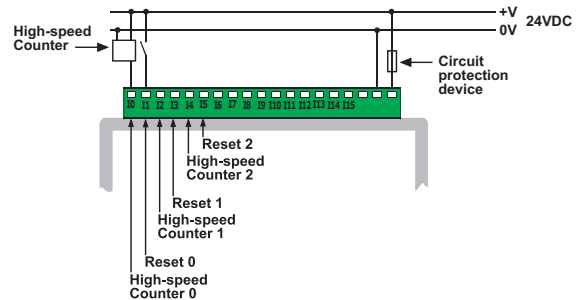 +V
24VDC
0V
High-speed
Counter
Circuit
protection
device
I0 I1 I2 I3 I4 I5 I6 I7 I8 I9 I10 I11 I12 I13 I14 I15
Reset 2
High-speed
Counter 2
Reset 1
High-speed
Counter 1
Reset 0
High-speed
Counter 0